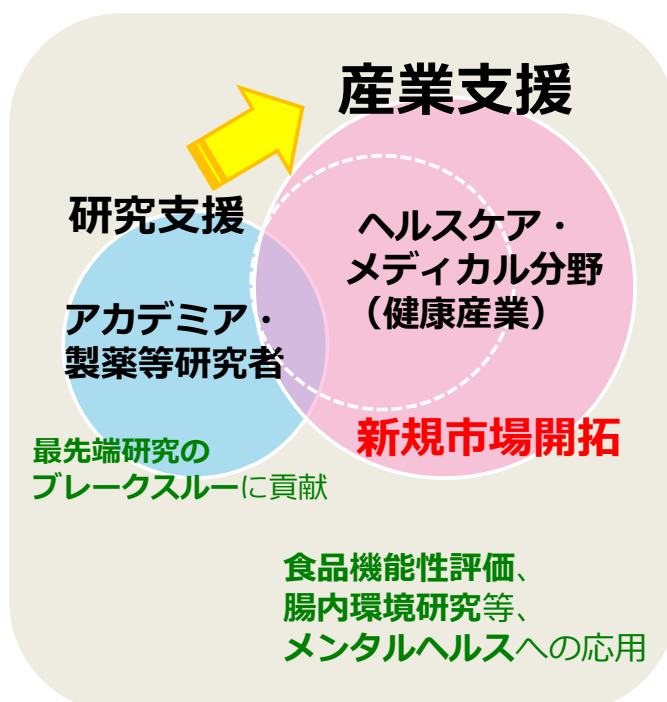 産業支援
研究支援
ヘルスケア・
メディカル分野
（健康産業）
アカデミア・
製薬等研究者
新規市場開拓
最先端研究の
ブレークスルーに貢献
食品機能性評価、
腸内環境研究等、
メンタルヘルスへの応用